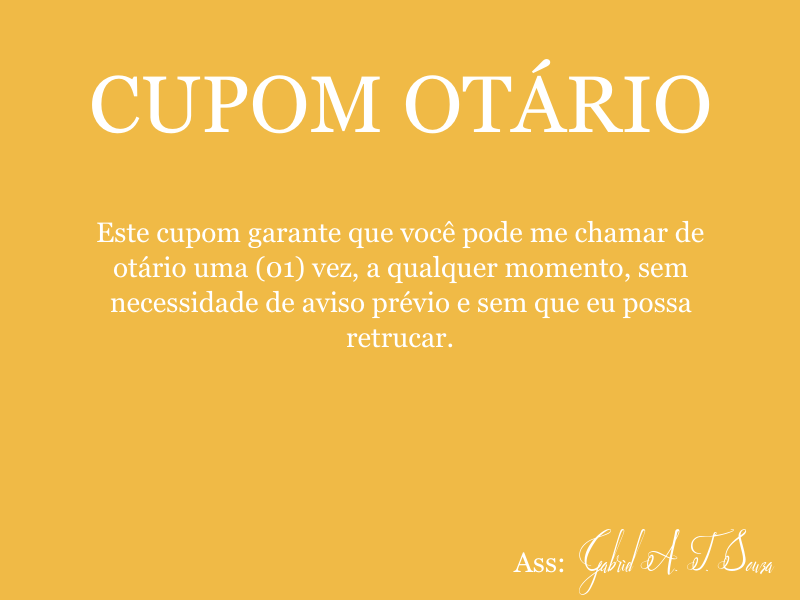 CUPOM OTÁRIO
Este cupom garante que você pode me chamar de
otário uma (01) vez, a qualquer momento, sem
necessidade de aviso prévio e sem que eu possa
retrucar.
Ass: Gabriel A. T. Souza